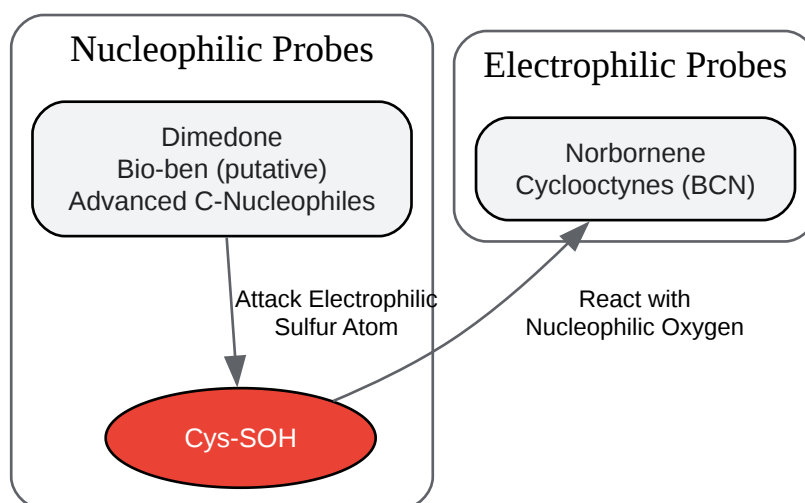 Nucleophilic Probes
Dimedone
Bio-ben (putative)
Advanced C-Nucleophiles
Attack Electrophilic
Sulfur Atom
Cys-SOH
Electrophilic Probes
Norbornene
Cyclooctynes (BCN)
React with
Nucleophilic Oxygen